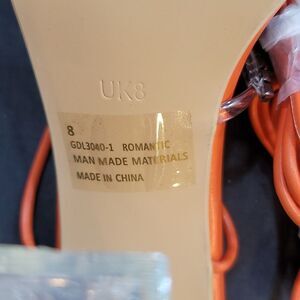 UK8
8
GDL3040-1 ROMANTIC
MAN MADE MATERIALS
MADE IN CHINA